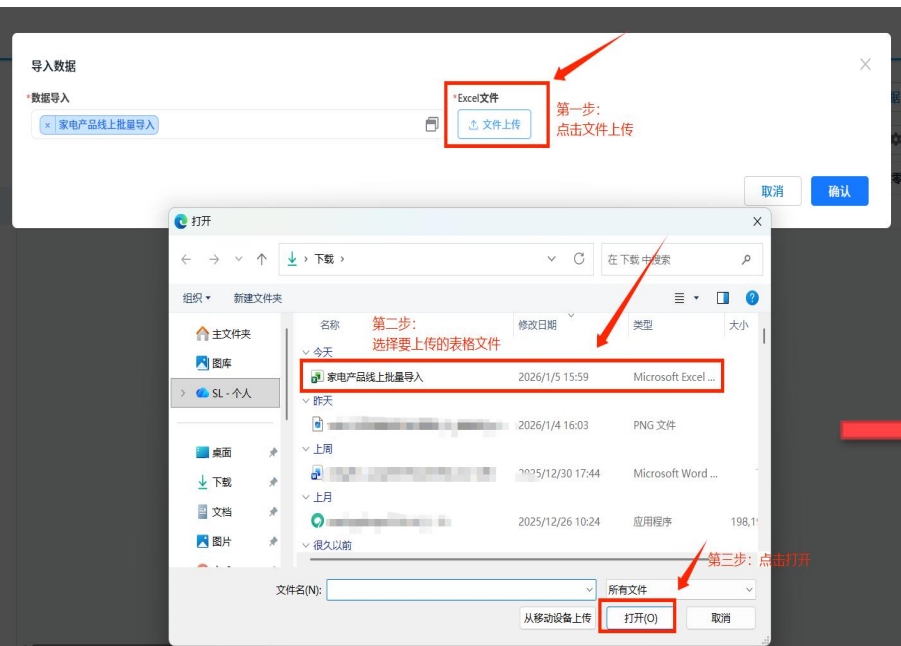 导入数据
*数据导入
*Excel文件
× 家电产品线上批量导入
文件上传
第一步：
点击文件上传
取消
确认
打开
下载
在 下载 中搜索
组织
新建文件夹
名称
修改日期
类型
大小
第二步：
选择要上传的表格文件
主文件夹
图库
SL - 个人
桌面
下载
文档
图片
今天
家电产品线上批量导入 2026/1/5 15:59 Microsoft Excel ...
昨天
2026/1/4 16:03 PNG 文件
上周
2025/12/30 17:44 Microsoft Word ...
上月
2025/12/26 10:24 应用程序 198,1
很久以前
第三步：点击打开
文件名(N):
所有文件
从移动设备上传
打开(O)
取消